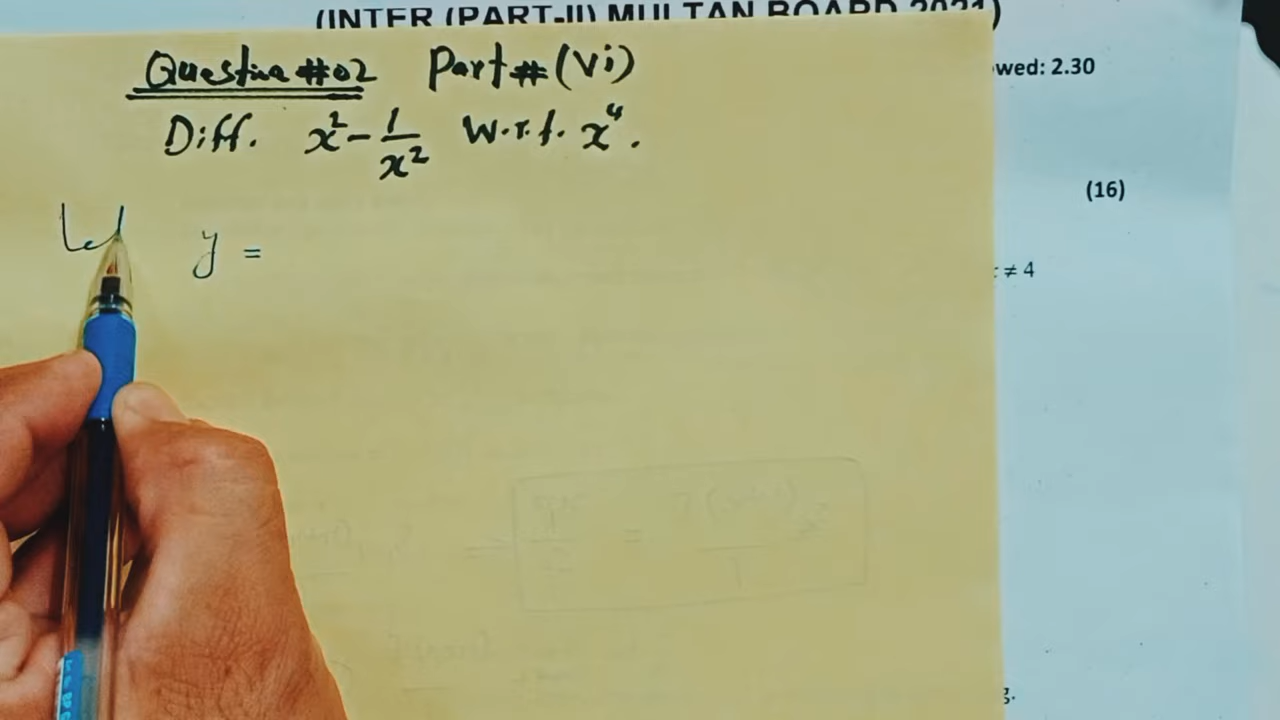 (INTER (PART-II) MULTAN BOARD 2021)
wed: 2.30
Question #02 Part # (vi)
Diff. x² - 1/x² w.r.t. x⁴.
(16)
Let y =
≠ 4
g.